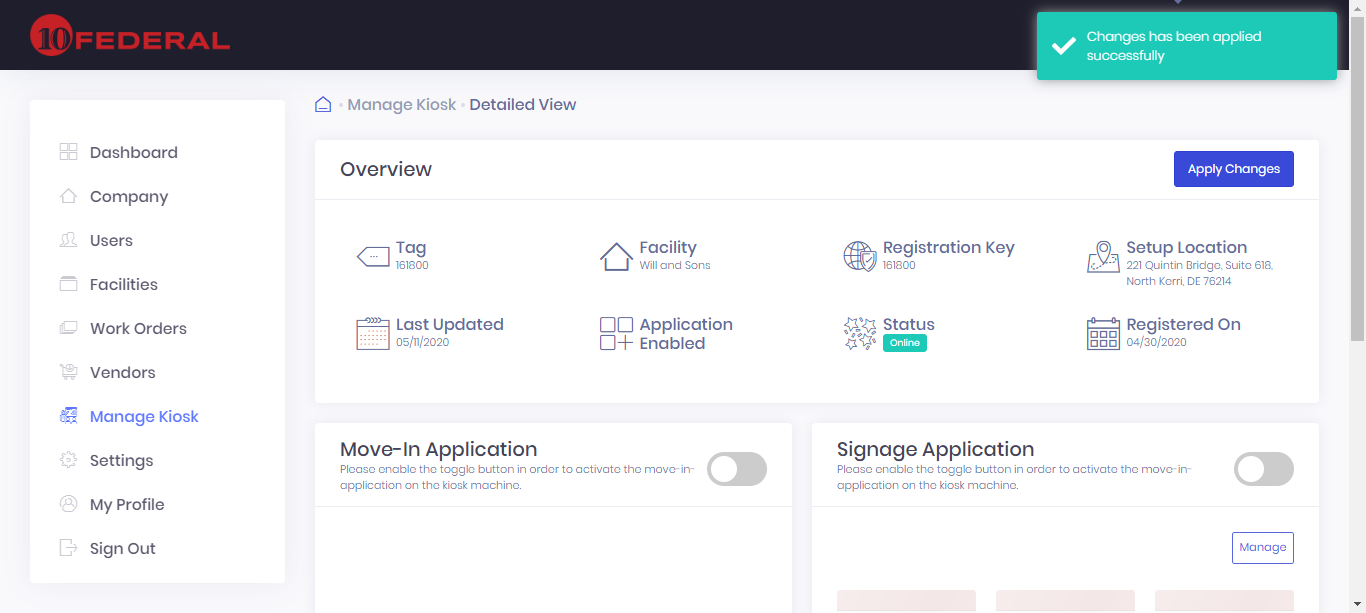 10 FEDERAL
Changes has been applied
successfully
Manage Kiosk
Detailed View
Dashboard
Company
Users
Facilities
Work Orders
Vendors
Manage Kiosk
Settings
My Profile
Sign Out
Overview
Apply Changes
Tag
161800
Facility
Will and Sons
Registration Key
161800
Setup Location
221 Quintin Bridge, Suite 618,
North Kerri, DE 76214
Last Updated
05/11/2020
Application
Enabled
Status
Online
Registered On
04/30/2020
Move-In Application
Please enable the toggle button in order to activate the move-in-
application on the kiosk machine.
Signage Application
Please enable the toggle button in order to activate the move-in-
application on the kiosk machine.
Manage